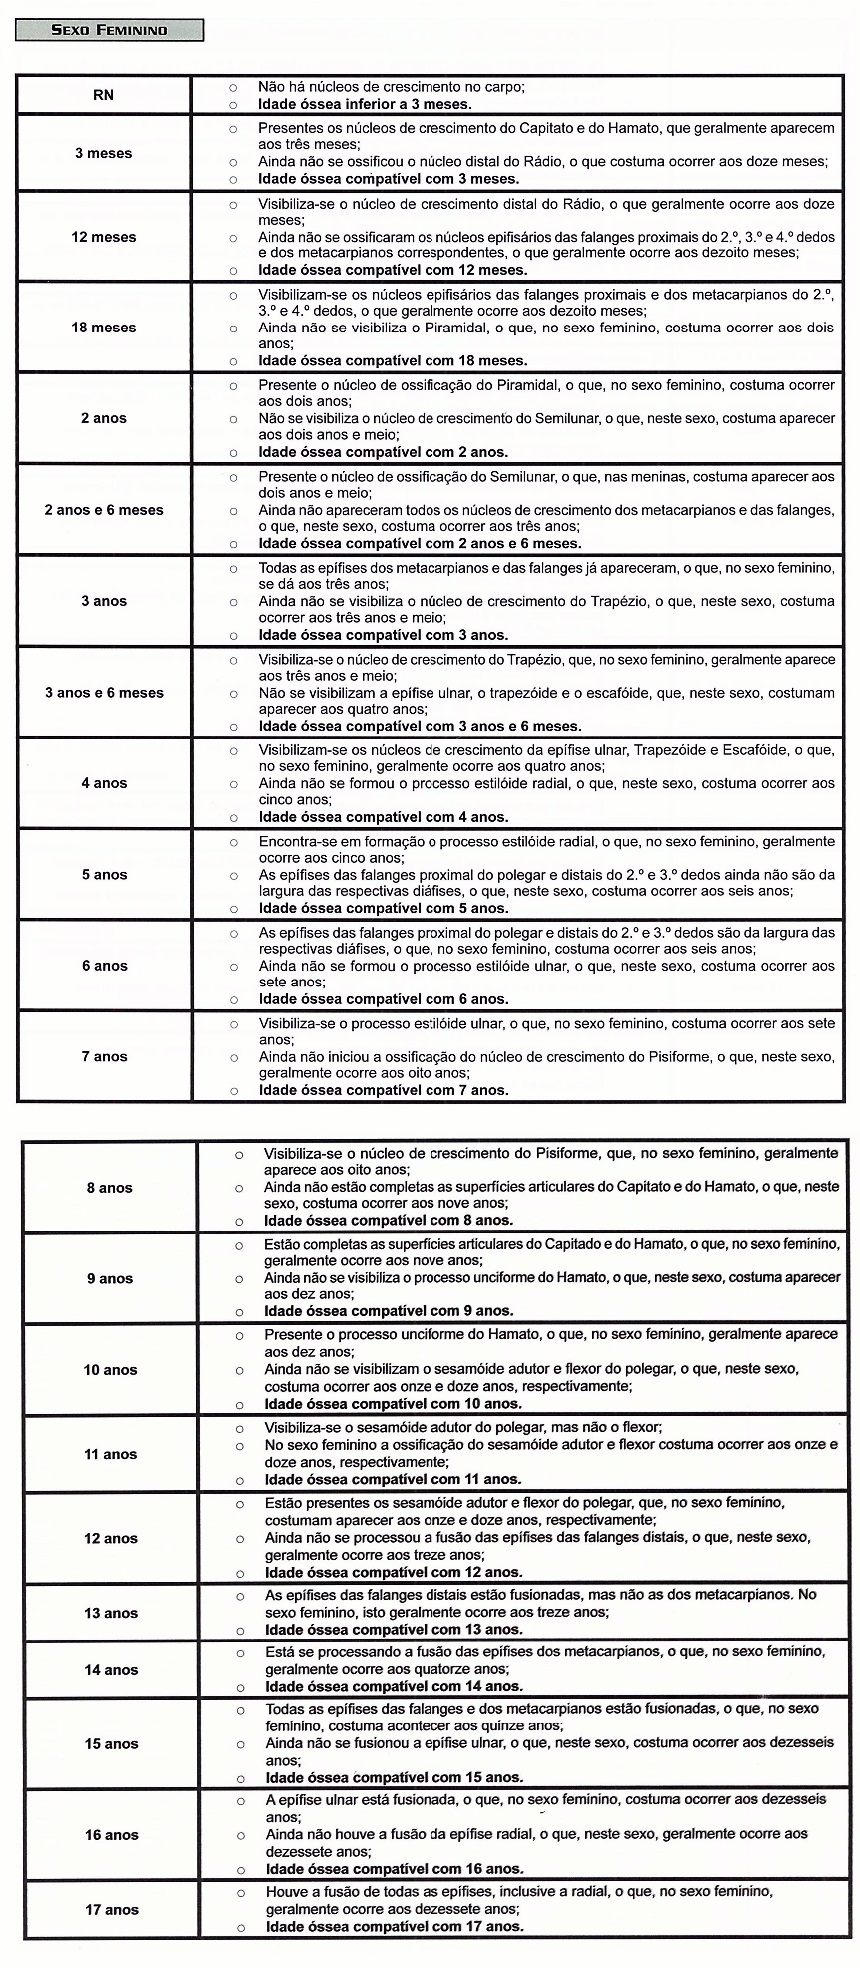 SEXO FEMININO
RN
o Não há núcleos de crescimento no carpo;
o Idade óssea inferior a 3 meses.
3 meses
o Presentes os núcleos de crescimento do Capitato e do Hamato, que geralmente aparecem
aos três meses;
o Ainda não se ossificou o núcleo distal do Rádio, o que costuma ocorrer aos doze meses;
o Idade óssea compatível com 3 meses.
12 meses
o Visibiliza-se o núcleo de crescimento distal do Rádio, o que geralmente ocorre aos doze
meses;
o Ainda não se ossificaram os núcleos epifisários das falanges proximais do 2.º, 3.º e 4.º dedos
e dos metacarpianos correspondentes, o que geralmente ocorre aos dezoito meses;
o Idade óssea compatível com 12 meses.
18 meses
o Visibilizam-se os núcleos epifisários das falanges proximais e dos metacarpianos do 2.º,
3.º e 4.º dedos, o que geralmente ocorre aos dezoito meses;
o Ainda não se visibiliza o Piramidal, o que, no sexo feminino, costuma ocorrer aos dois
anos;
o Idade óssea compatível com 18 meses.
2 anos
o Presente o núcleo de ossificação do Piramidal, o que, no sexo feminino, costuma ocorrer
aos dois anos;
o Não se visibiliza o núcleo de crescimento do Semilunar, o que, neste sexo, costuma aparecer
aos dois anos e meio;
o Idade óssea compatível com 2 anos.
2 anos e 6 meses
o Presente o núcleo de ossificação do Semilunar, o que, nas meninas, costuma aparecer aos
dois anos e meio;
o Ainda não apareceram todos os núcleos de crescimento dos metacarpianos e das falanges,
o que, neste sexo, costuma ocorrer aos três anos;
o Idade óssea compatível com 2 anos e 6 meses.
3 anos
o Todas as epífises dos metacarpianos e das falanges já apareceram, o que, no sexo feminino,
se dá aos três anos;
o Ainda não se visibiliza o núcleo de crescimento do Trapézio, o que, neste sexo, costuma
ocorrer aos três anos e meio;
o Idade óssea compatível com 3 anos.
3 anos e 6 meses
o Visibiliza-se o núcleo de crescimento do Trapézio, que, no sexo feminino, geralmente aparece
aos três anos e meio;
o Não se visibilizam a epífise ulnar, o trapezóide e o escafóide, que, neste sexo, costumam
aparecer aos quatro anos;
o Idade óssea compatível com 3 anos e 6 meses.
4 anos
o Visibilizam-se os núcleos de crescimento da epífise ulnar, Trapezóide e Escafóide, o que,
no sexo feminino, geralmente ocorre aos quatro anos;
o Ainda não se formou o processo estilóide radial, o que, neste sexo, costuma ocorrer aos
cinco anos;
o Idade óssea compatível com 4 anos.
5 anos
o Encontra-se em formação o processo estilóide radial, o que, no sexo feminino, geralmente
ocorre aos cinco anos;
o As epífises das falanges proximal do polegar e distais do 2.º e 3.º dedos ainda não são da
largura das respectivas diáfises, o que, neste sexo, costuma ocorrer aos seis anos;
o Idade óssea compatível com 5 anos.
6 anos
o As epífises das falanges proximal do polegar e distais do 2.º e 3.º dedos são da largura das
respectivas diáfises, o que, no sexo feminino, costuma ocorrer aos seis anos;
o Ainda não se formou o processo estilóide ulnar, o que, neste sexo, costuma ocorrer aos
sete anos;
o Idade óssea compatível com 6 anos.
7 anos
o Visibiliza-se o processo estilóide ulnar, o que, no sexo feminino, costuma ocorrer aos sete
anos;
o Ainda não iniciou a ossificação do núcleo de crescimento do Pisiforme, o que, neste sexo,
geralmente ocorre aos oito anos;
o Idade óssea compatível com 7 anos.
8 anos
o Visibiliza-se o núcleo de crescimento do Pisiforme, que, no sexo feminino, geralmente
aparece aos oito anos;
o Ainda não estão completas as superfícies articulares do Capitato e do Hamato, o que, neste
sexo, costuma ocorrer aos nove anos;
o Idade óssea compatível com 8 anos.
9 anos
o Estão completas as superfícies articulares do Capitado e do Hamato, o que, no sexo feminino,
geralmente ocorre aos nove anos;
o Ainda não se visibiliza o processo unciforme do Hamato, o que, neste sexo, costuma aparecer
aos dez anos;
o Idade óssea compatível com 9 anos.
10 anos
o Presente o processo unciforme do Hamato, o que, no sexo feminino, geralmente aparece
aos dez anos;
o Ainda não se visibilizam o sesamóide adutor e flexor do polegar, o que, neste sexo,
costuma ocorrer aos onze e doze anos, respectivamente;
o Idade óssea compatível com 10 anos.
11 anos
o Visibiliza-se o sesamóide adutor do polegar, mas não o flexor;
o No sexo feminino a ossificação do sesamóide adutor e flexor costuma ocorrer aos onze e
doze anos, respectivamente;
o Idade óssea compatível com 11 anos.
12 anos
o Estão presentes os sesamóide adutor e flexor do polegar, que, no sexo feminino,
costumam aparecer aos onze e doze anos, respectivamente;
o Ainda não se processou a fusão das epífises das falanges distais, o que, neste sexo,
geralmente ocorre aos treze anos;
o Idade óssea compatível com 12 anos.
13 anos
o As epífises das falanges distais estão fusionadas, mas não as dos metacarpianos. No
sexo feminino, isto geralmente ocorre aos treze anos;
o Idade óssea compatível com 13 anos.
14 anos
o Está se processando a fusão das epífises dos metacarpianos, o que, no sexo feminino,
geralmente ocorre aos quatorze anos;
o Idade óssea compatível com 14 anos.
15 anos
o Todas as epífises das falanges e dos metacarpianos estão fusionadas, o que, no sexo
feminino, costuma acontecer aos quinze anos;
o Ainda não se fusionou a epífise ulnar, o que, neste sexo, costuma ocorrer aos dezesseis
anos;
o Idade óssea compatível com 15 anos.
16 anos
o A epífise ulnar está fusionada, o que, no sexo feminino, costuma ocorrer aos dezesseis
anos;
o Ainda não houve a fusão da epífise radial, o que, neste sexo, geralmente ocorre aos
dezessete anos;
o Idade óssea compatível com 16 anos.
17 anos
o Houve a fusão de todas as epífises, inclusive a radial, o que, no sexo feminino,
geralmente ocorre aos dezessete anos;
o Idade óssea compatível com 17 anos.